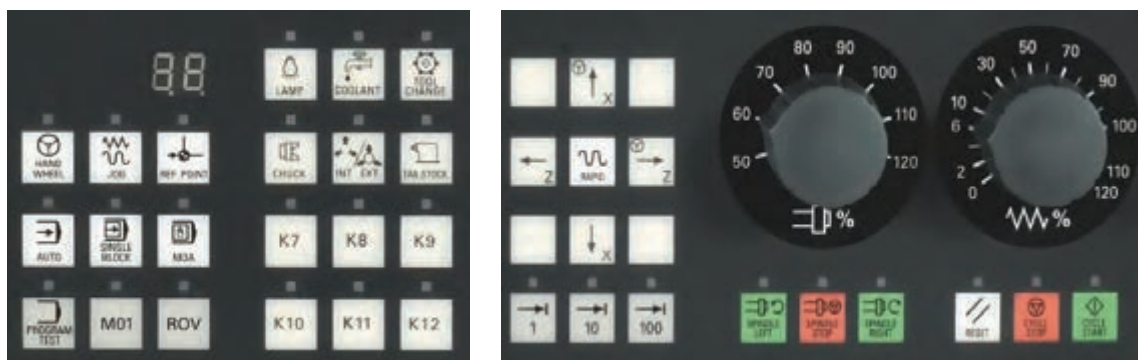 88
LAMP
COOLANT
TOOL
CHANGE
HAND
WHEEL
JOG
REF POINT
CHUCK
INT. EXT.
TAILSTOCK
AUTO
SINGLE
BLOCK
MDA
K7
K8
K9
PROGRAM
TEST
M01
ROV
K10
K11
K12
X
Z
RAPID
Z
X
1
10
100
50
60
70
80
90
100
110
120
%
0
2
6
10
30
50
70
90
100
110
120
%
SPINDLE
LEFT
SPINDLE
STOP
SPINDLE
RIGHT
RESET
CYCLE
STOP
CYCLE
START